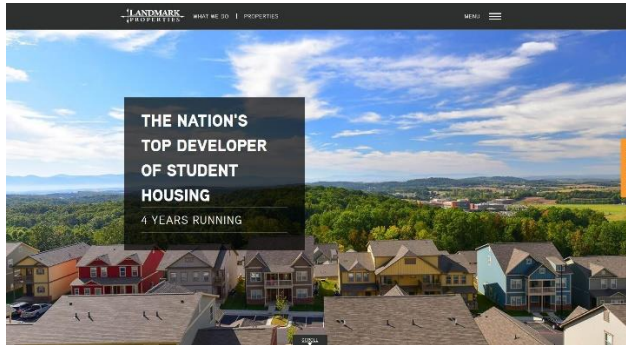 LANDMARK
PROPERTIES
WHAT WE DO | PROPERTIES
MENU
THE NATION'S
TOP DEVELOPER
OF STUDENT
HOUSING
4 YEARS RUNNING
SCROLL